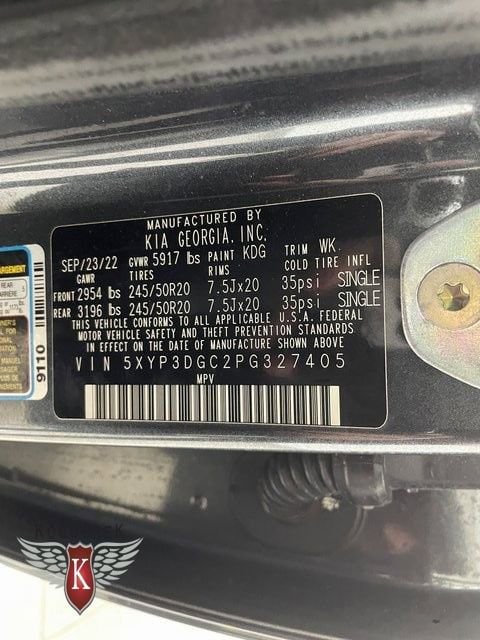 MANUFACTURED BY
KIA GEORGIA, INC.
SEP/23/22 GVWR 5917 lbs PAINT KDG TRIM WK.
GAWR TIRES RIMS COLD TIRE INFL
FRONT 2954 lbs 245/50R20 7.5Jx20 35psi SINGLE
REAR 3196 lbs 245/50R20 7.5Jx20 35psi SINGLE
THIS VEHICLE CONFORMS TO ALL APPLICABLE U.S.A. FEDERAL
MOTOR VEHICLE SAFETY AND THEFT PREVENTION STANDARDS
IN EFFECT ON THE DATE OF MANUFACTURE SHOWN ABOVE.
VIN 5XYP3DGC2PG327405
MPV
REAR
9110
K